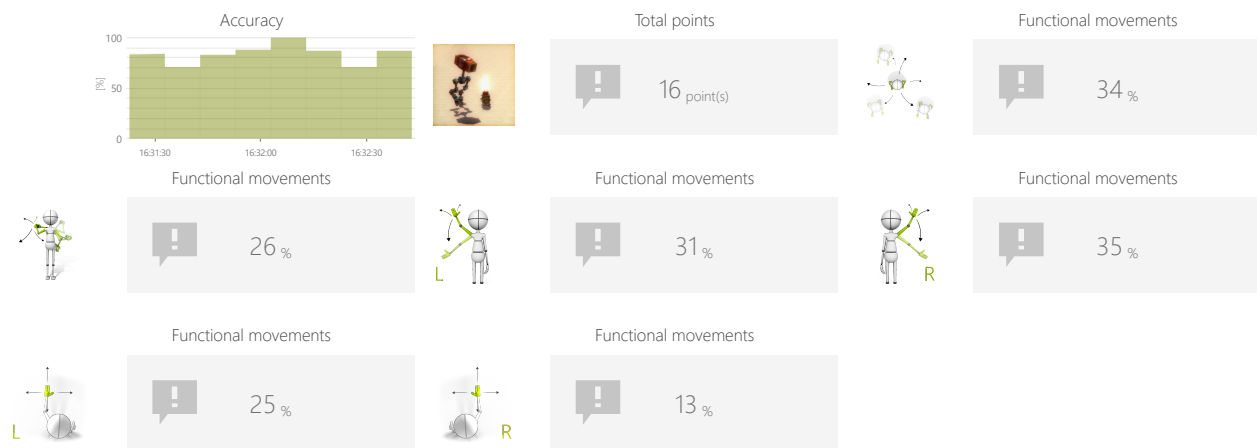 Accuracy
Total points
Functional movements
100
[%]
50
0
16:31:30
16:32:00
16:32:30
16 point(s)
34 %
Functional movements
Functional movements
Functional movements
26 %
L
31 %
R
35 %
Functional movements
Functional movements
L
25 %
R
13 %